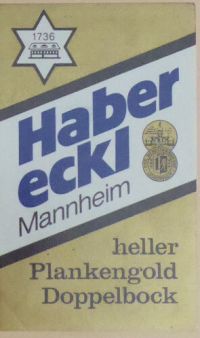 1736
Haber
eckl
Mannheim
heller
Plankengold
Doppelbock